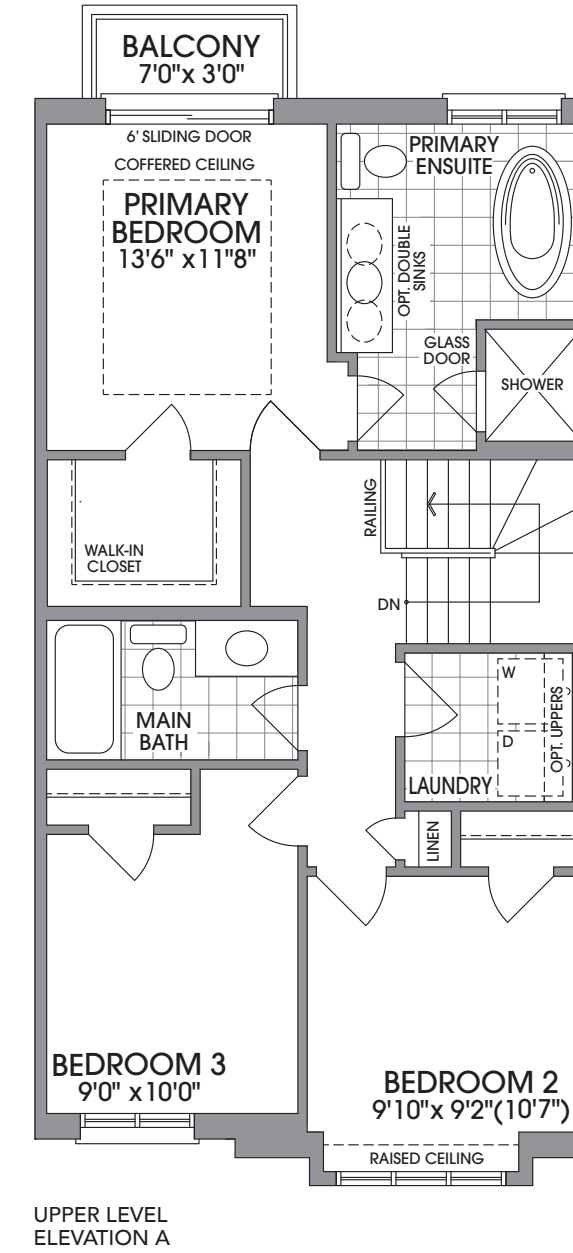 BALCONY
7'0"x 3'0"
6' SLIDING DOOR
COFFERED CEILING
PRIMARY
BEDROOM
13'6" x11"8"
PRIMARY
ENSUITE
OPT. DOUBLE
SINKS
GLASS
DOOR
SHOWER
WALK-IN
CLOSET
RAILING
DN
MAIN
BATH
W
D
OPT. UPPERS
LAUNDRY
LINEN
BEDROOM 3
9'0" x10'0"
BEDROOM 2
9'10"x 9'2"(10'7")
RAISED CEILING
UPPER LEVEL
ELEVATION A